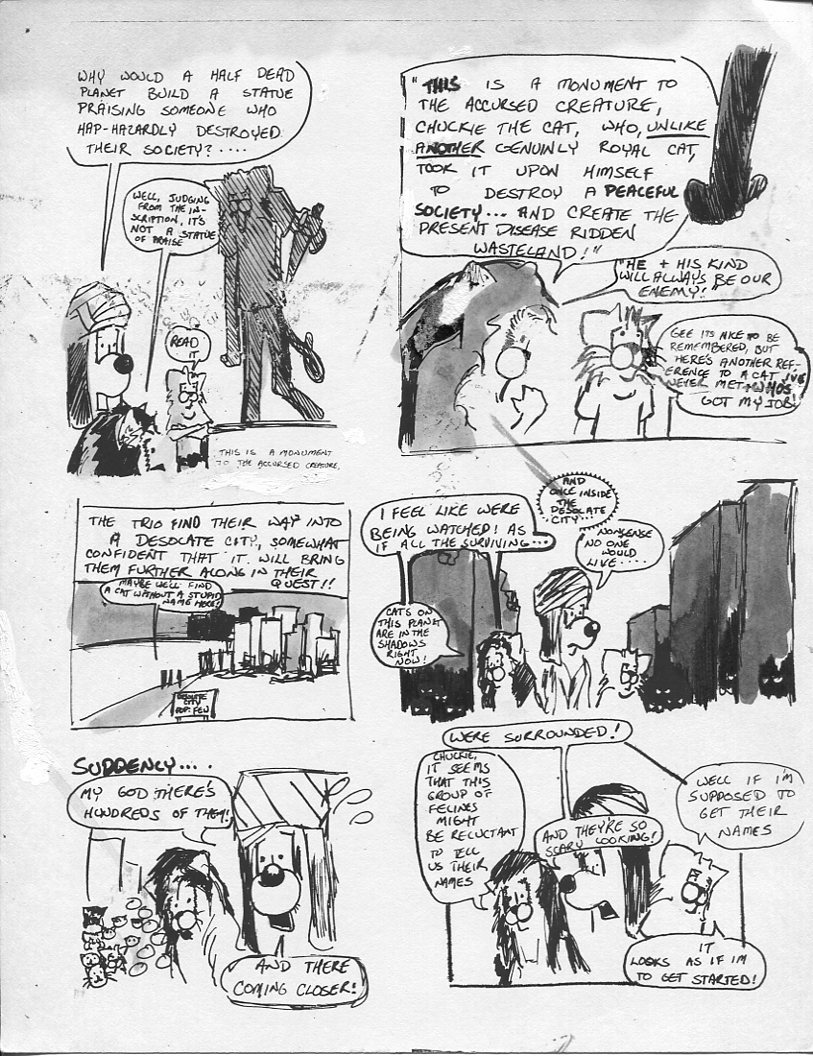 WHY WOULD A HALF DEAD
PLANET BUILD A STATUE
PRAISING SOMEONE WHO
HAP-HAZARDLY DESTROYED
THEIR SOCIETY?....
WELL, JUDGING
FROM THE IN-
SCRIPTION, IT'S
NOT A STATUE
OF PRAISE
READ
IT
THIS IS A MONUMENT
TO THE ACCURSED CREATURE,
"THIS IS A MONUMENT TO
THE ACCURSED CREATURE,
CHUCKIE THE CAT, WHO, UNLIKE
ANOTHER GENUINLY ROYAL CAT,
TOOK IT UPON HIMSELF
TO DESTROY A PEACEFUL
SOCIETY... AND CREATE THE
PRESENT DISEASE RIDDEN
WASTELAND!"
"HE + HIS KIND
WILL ALWAYS BE OUR
ENEMY!
GEE ITS NICE TO BE
REMEMBERED, BUT
HERE'S ANOTHER REF-
ERENCE TO A CAT I'VE
NEVER MET + WHO'S
GOT MY JOB!
THE TRIO FIND THEIR WAY INTO
A DESOLATE CITY, SOMEWHAT
CONFIDENT THAT IT WILL BRING
THEM FURTHER ALONG IN THEIR
QUEST!!
MAYBE WE'LL FIND
A CAT WITHOUT A STUPID
NAME HERE!
DESOLATE
CITY
POP: FEW
AND
ONCE INSIDE
THE
DESOLATE
CITY...
I FEEL LIKE WERE
BEING WATCHED! AS
IF ALL THE SURVIVING...
NONSENSE
NO ONE
WOULD
LIVE....
CATS ON
THIS PLANET
ARE IN THE
SHADOWS
RIGHT
NOW!
SUDDENCY....
MY GOD THERE'S
HUNDREDS OF THEM!
AND THERE
COMING CLOSER!
WERE SURROUNDED!
CHUCKIE,
IT SEEMS
THAT THIS
GROUP OF
FELINES
MIGHT
BE RELUCTANT
TO TELL
US THEIR
NAMES
AND THEY'RE SO
SCARY LOOKING!
WELL IF I'M
SUPPOSED TO
GET THEIR
NAMES
IT
LOOKS AS IF IM
TO GET STARTED!